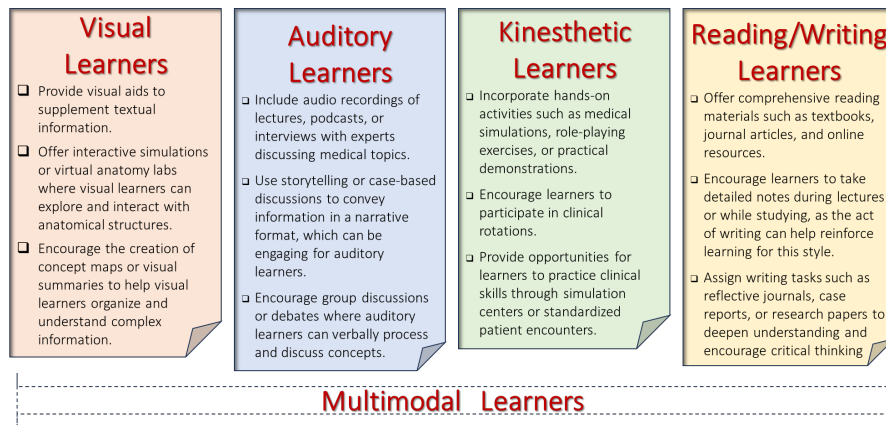 Visual
Learners
❑ Provide visual aids to
supplement textual
information.
❑ Offer interactive simulations
or virtual anatomy labs
where visual learners can
explore and interact with
anatomical structures.
❑ Encourage the creation of
concept maps or visual
summaries to help visual
learners organize and
understand complex
information.
Auditory
Learners
❑ Include audio recordings of
lectures, podcasts, or
interviews with experts
discussing medical topics.
❑ Use storytelling or case-based
discussions to convey
information in a narrative
format, which can be
engaging for auditory
learners.
❑ Encourage group discussions
or debates where auditory
learners can verbally process
and discuss concepts.
Kinesthetic
Learners
❑ Incorporate hands-on
activities such as medical
simulations, role-playing
exercises, or practical
demonstrations.
❑ Encourage learners to
participate in clinical
rotations.
❑ Provide opportunities for
learners to practice clinical
skills through simulation
centers or standardized
patient encounters.
Reading/Writing
Learners
❑ Offer comprehensive reading
materials such as textbooks,
journal articles, and online
resources.
❑ Encourage learners to take
detailed notes during lectures
or while studying, as the act
of writing can help reinforce
learning for this style.
❑ Assign writing tasks such as
reflective journals, case
reports, or research papers to
deepen understanding and
encourage critical thinking
Multimodal Learners